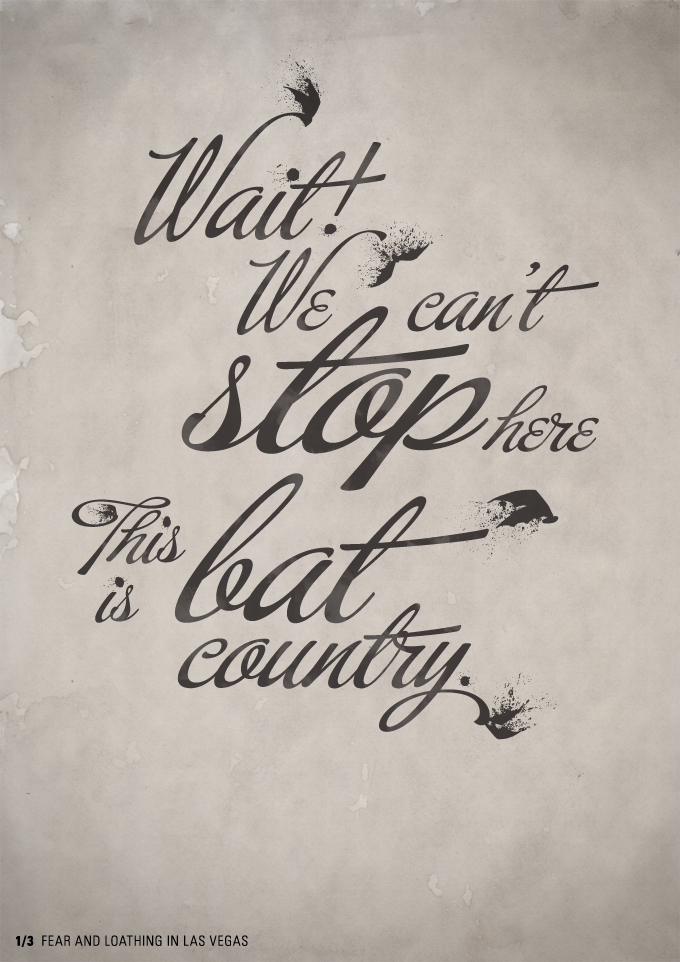 Wait!
We can't
stop here
This bat
is
country.
1/3 FEAR AND LOATHING IN LAS VEGAS